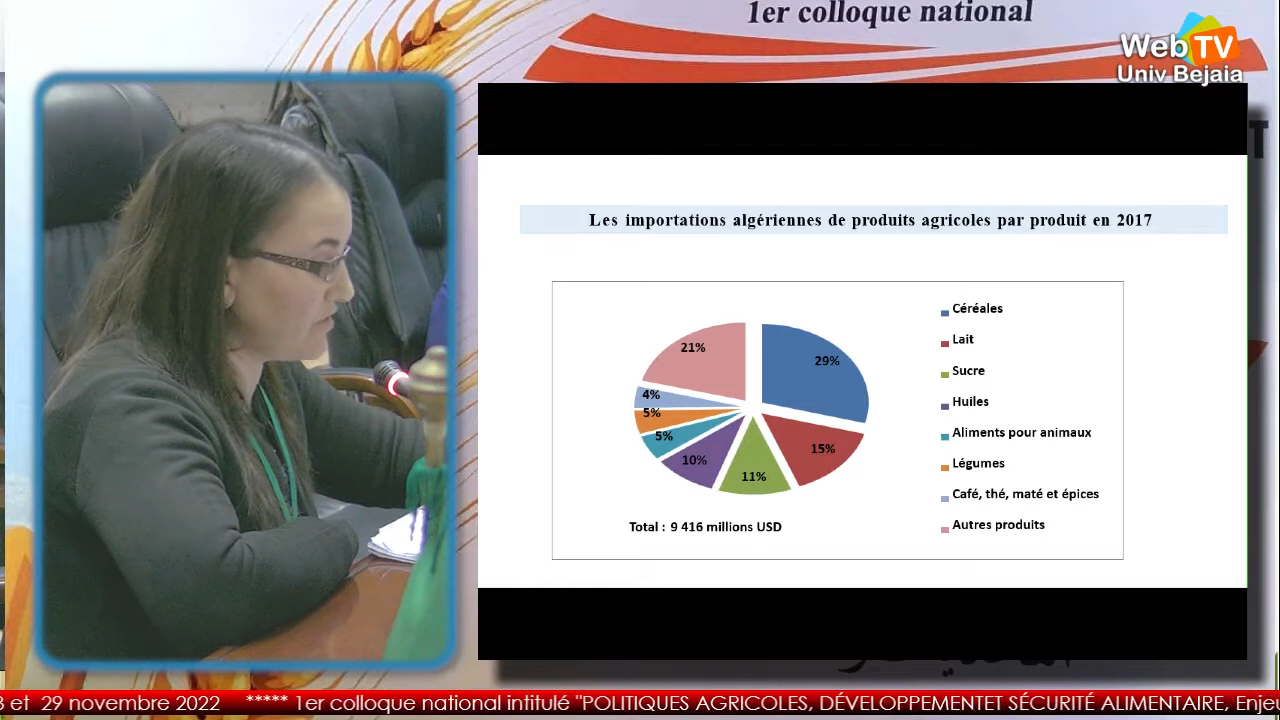 1er colloque national
WebTV
Univ Bejaia
Les importations algériennes de produits agricoles par produit en 2017
21%
29%
4%
5%
5%
10%
11%
15%
Total : 9 416 millions USD
Céréales
Lait
Sucre
Huiles
Aliments pour animaux
Légumes
Café, thé, maté et épices
Autres produits
et 29 novembre 2022 ***** 1er colloque national intitulé "POLITIQUES AGRICOLES, DÉVELOPPEMENTET SÉCURITÉ ALIMENTAIRE, Enjeu